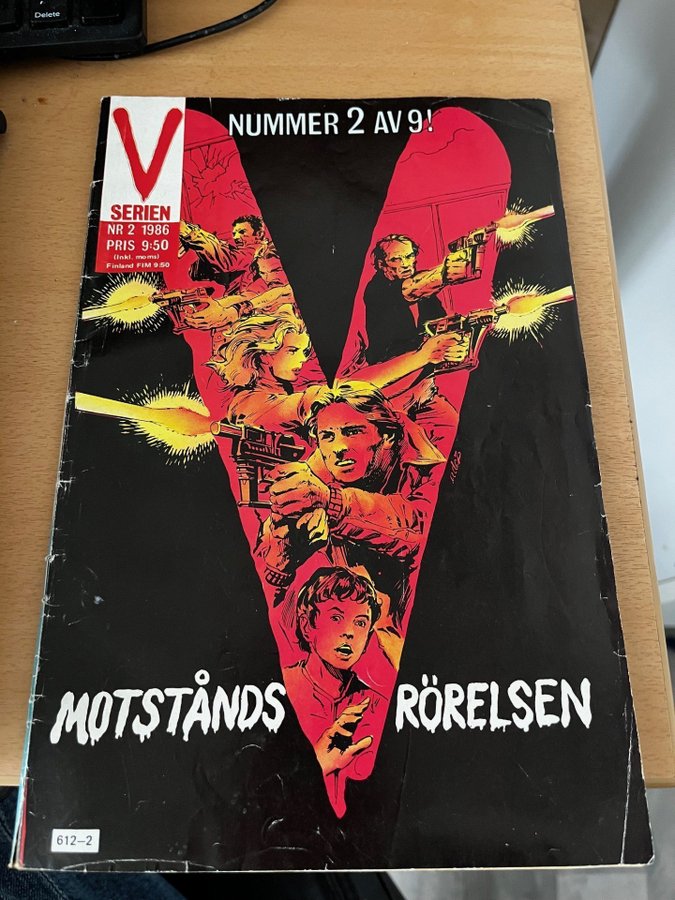 Delete
NUMMER 2 AV 9!
V
SERIEN
NR 2 1986
PRIS 9:50
(Inkl. moms)
Finland FIM 9:50
MOTSTÅNDS RÖRELSEN
612-2